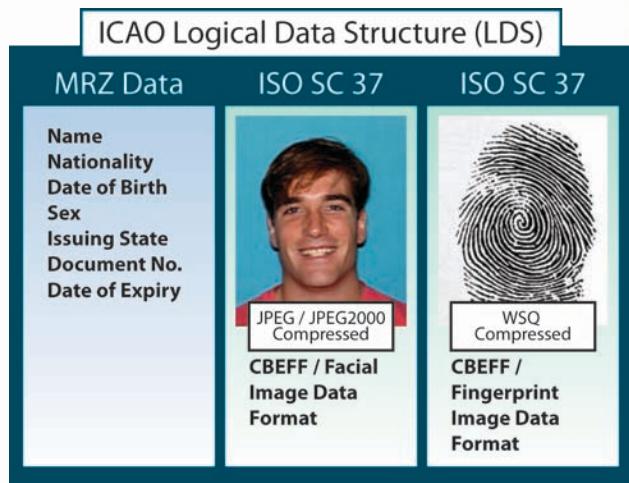 ICAO Logical Data Structure (LDS)
MRZ Data
Name
Nationality
Date of Birth
Sex
Issuing State
Document No.
Date of Expiry
ISO SC 37
JPEG / JPEG2000
Compressed
CBEFF / Facial
Image Data
Format
ISO SC 37
WSQ
Compressed
CBEFF /
Fingerprint
Image Data
Format